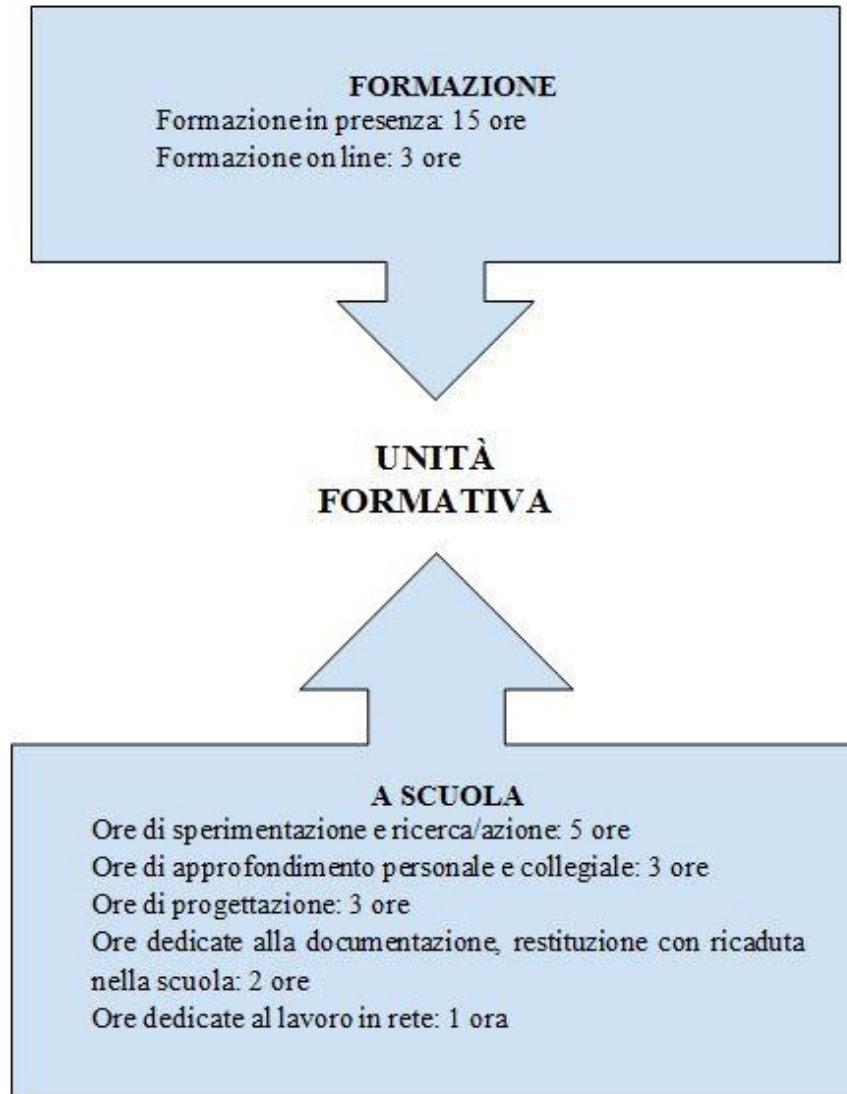 FORMAZIONE
Formazione in presenza: 15 ore
Formazione on line: 3 ore
UNITÀ
FORMATIVA
A SCUOLA
Ore di sperimentazione e ricerca/azione: 5 ore
Ore di approfondimento personale e collegiale: 3 ore
Ore di progettazione: 3 ore
Ore dedicate alla documentazione, restituzione con ricaduta
nella scuola: 2 ore
Ore dedicate al lavoro in rete: 1 ora